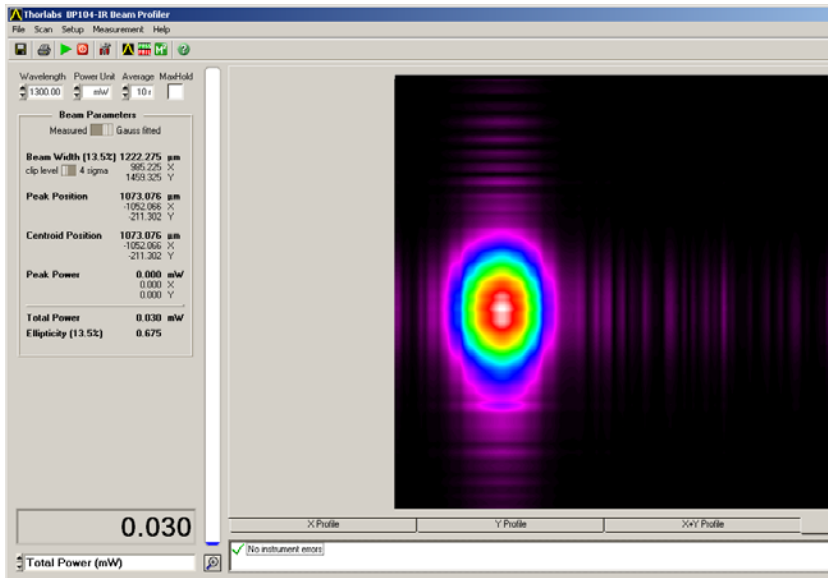 Thorlabs BP104-IR Beam Profiler
File Scan Setup Measurement Help
Wavelength Power Unit Average MaxHold
1300.00 mW 10
Beam Parameters
Measured Gauss fitted
Beam Width (13.5%) 1222.275 µm
clip level 4 sigma 985.225 X
1459.325 Y
Peak Position 1073.076 µm
-1052.066 X
-211.302 Y
Centroid Position 1073.076 µm
-1052.066 X
-211.302 Y
Peak Power 0.000 mW
0.000 X
0.000 Y
Total Power 0.030 mW
Ellipticity (13.5%) 0.675
0.030
Total Power (mW)
X Profile Y Profile X+Y Profile
No instrument errors